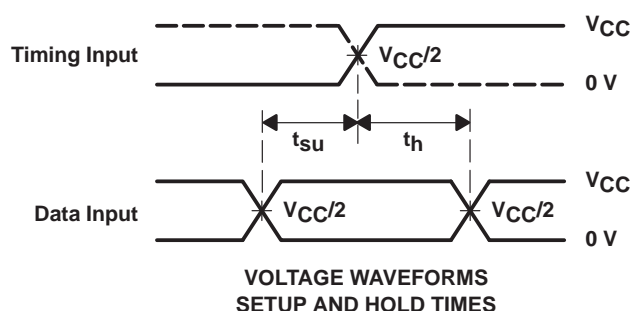 VCC
Timing Input
VCC/2
0 V
tsu
th
VCC
Data Input
VCC/2
VCC/2
0 V
VOLTAGE WAVEFORMS
SETUP AND HOLD TIMES